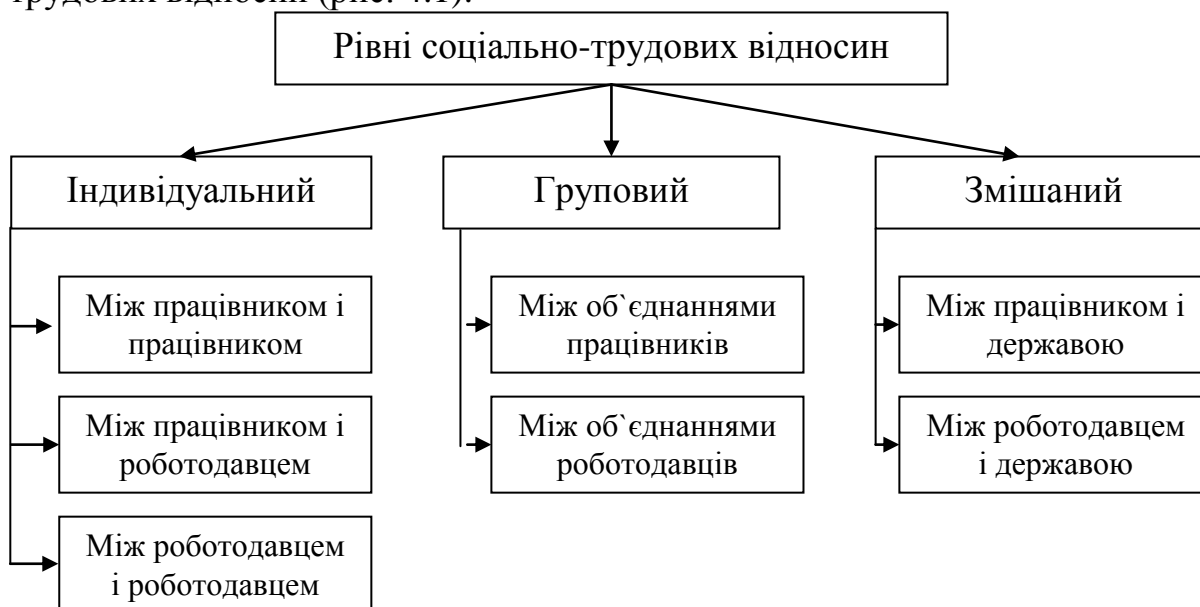 трудових відносин (рис. 4.1).
Рівні соціально-трудових відносин
Індивідуальний
Груповий
Змішаний
Між працівником і
працівником
Між об`єднаннями
працівників
Між працівником і
державою
Між працівником і
роботодавцем
Між об`єднаннями
роботодавців
Між роботодавцем
і державою
Між роботодавцем
і роботодавцем